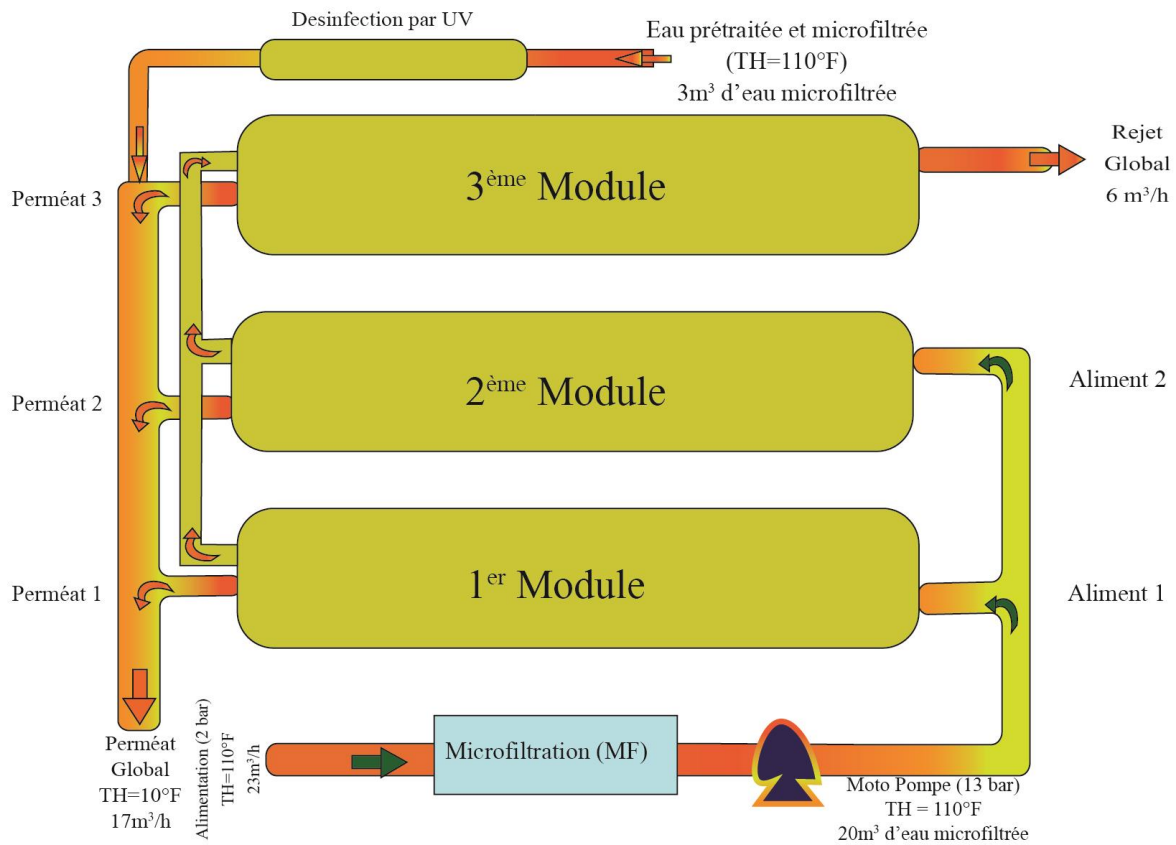 Desinfection par UV
Eau prétraitée et microfiltrée
(TH=110°F)
3m³ d'eau microfiltrée
Rejet
Global
6 m³/h
3ème Module
Perméat 3
2ème Module
Aliment 2
Perméat 2
1er Module
Aliment 1
Perméat 1
Perméat
Global
TH=10°F
17m³/h
Alimentation (2 bar)
TH=110°F
23m³/h
Microfiltration (MF)
Moto Pompe (13 bar)
TH = 110°F
20m³ d'eau microfiltrée